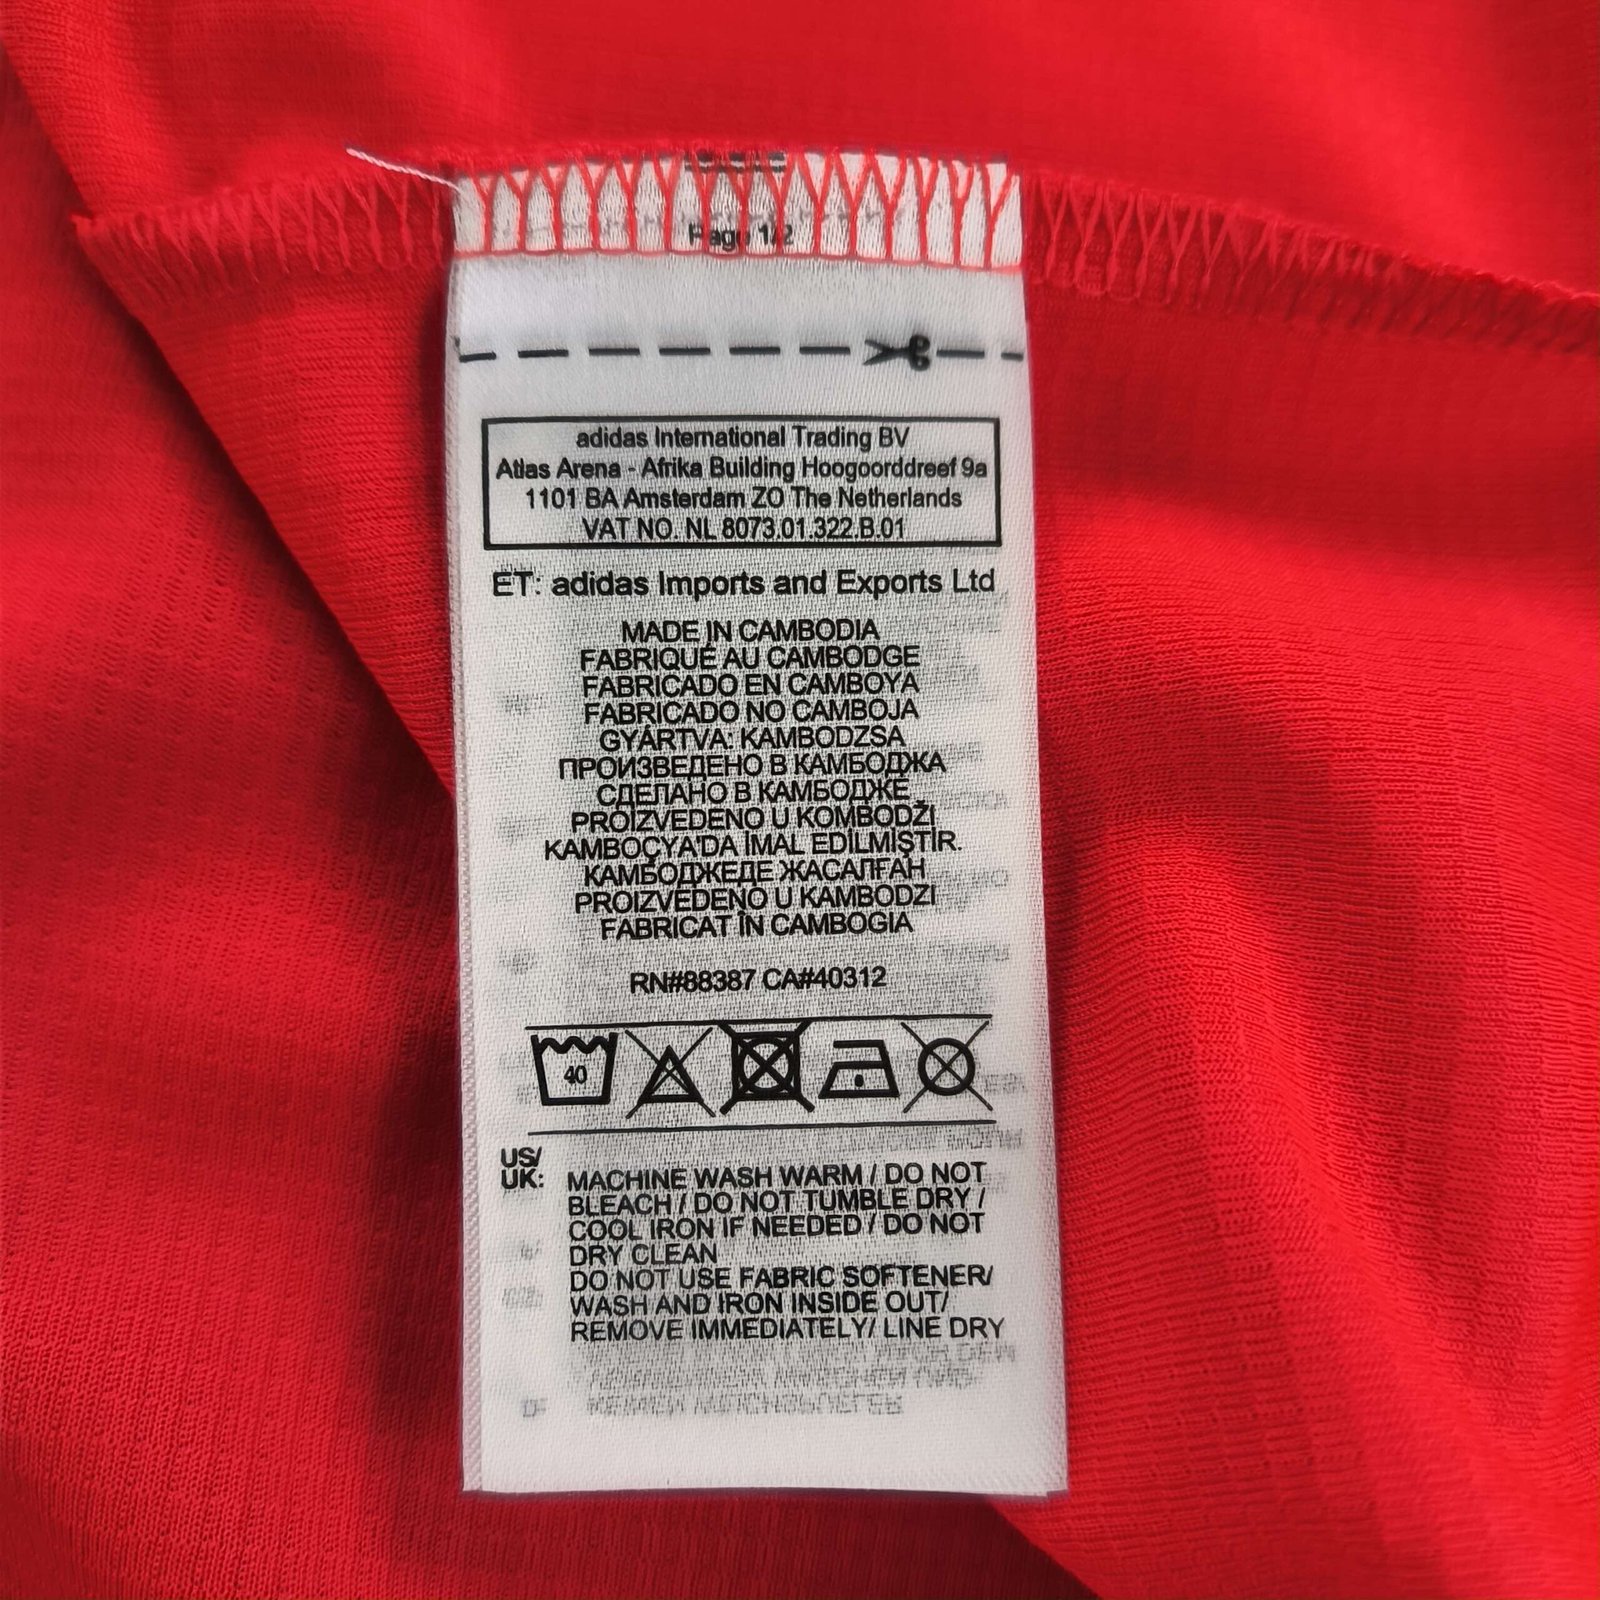 Page 1/2
adidas International Trading BV
Atlas Arena - Afrika Building Hoogoorddreef 9a
1101 BA Amsterdam ZO The Netherlands
VAT NO. NL 8073.01.322.B.01
ET: adidas Imports and Exports Ltd
MADE IN CAMBODIA
FABRIQUÉ AU CAMBODGE
FABRICADO EN CAMBOYA
FABRICADO NO CAMBOJA
GYÁRTVA: KAMBODZSA
ПРОИЗВЕДЕНО В КАМБОДЖА
СДЕЛАНО В КАМБОДЖЕ
PROIZVEDENO U KOMBODŽI
KAMBOÇYA'DA İMAL EDİLMİŞTİR.
КАМБОДЖЕДЕ ЖАСАЛҒАН
PROIZVEDENO U KAMBODZI
FABRICAT ÎN CAMBOGIA
RN#88387 CA#40312
40
US/
UK:
MACHINE WASH WARM / DO NOT
BLEACH / DO NOT TUMBLE DRY /
COOL IRON IF NEEDED / DO NOT
DRY CLEAN
DO NOT USE FABRIC SOFTENER/
WASH AND IRON INSIDE OUT/
REMOVE IMMEDIATELY/ LINE DRY